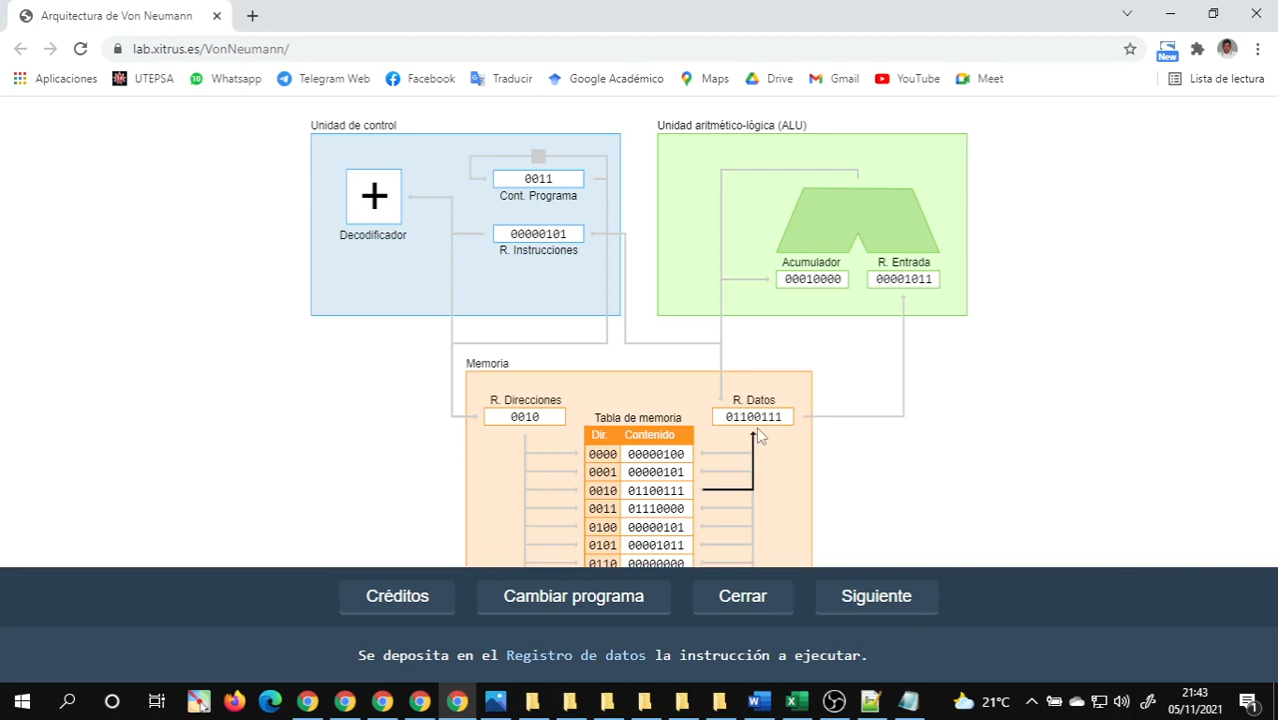 Arquitectura de Von Neumann
lab.xitrus.es/VonNeumann/
New
Aplicaciones UTEPSA Whatsapp Telegram Web Facebook Traducir Google Académico Maps Drive Gmail YouTube Meet Lista de lectura
Unidad de control
0011
Cont. Programa
+
Decodificador
00000101
R. Instrucciones
Unidad aritmético-lógica (ALU)
Acumulador R. Entrada
00010000 00001011
Memoria
R. Direcciones
0010
Tabla de memoria
R. Datos
01100111
Dir. Contenido
0000 00000100
0001 00000101
0010 01100111
0011 01110000
0100 00000101
0101 00001011
0110 00000000
Créditos Cambiar programa Cerrar Siguiente
Se deposita en el Registro de datos la instrucción a ejecutar.
21°C
21:43
05/11/2021
1